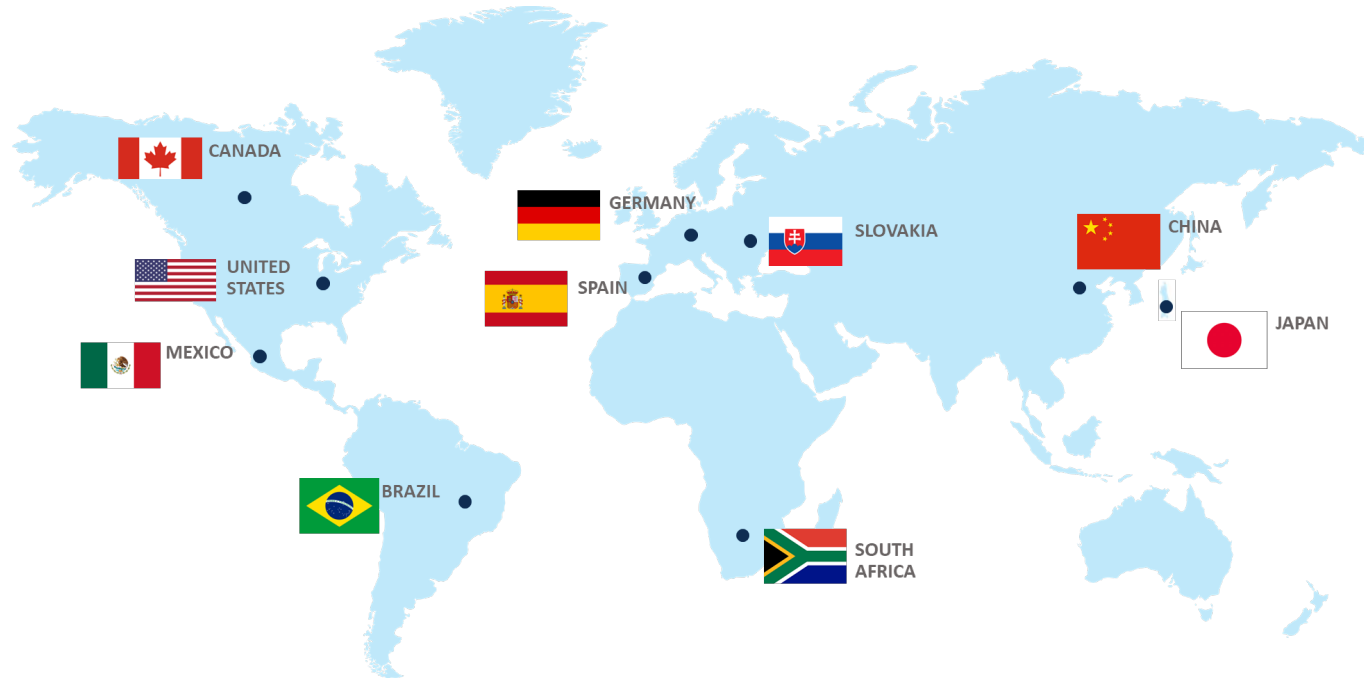 CANADA
GERMANY
SLOVAKIA
CHINA
UNITED
STATES
SPAIN
JAPAN
MEXICO
BRAZIL
SOUTH
AFRICA